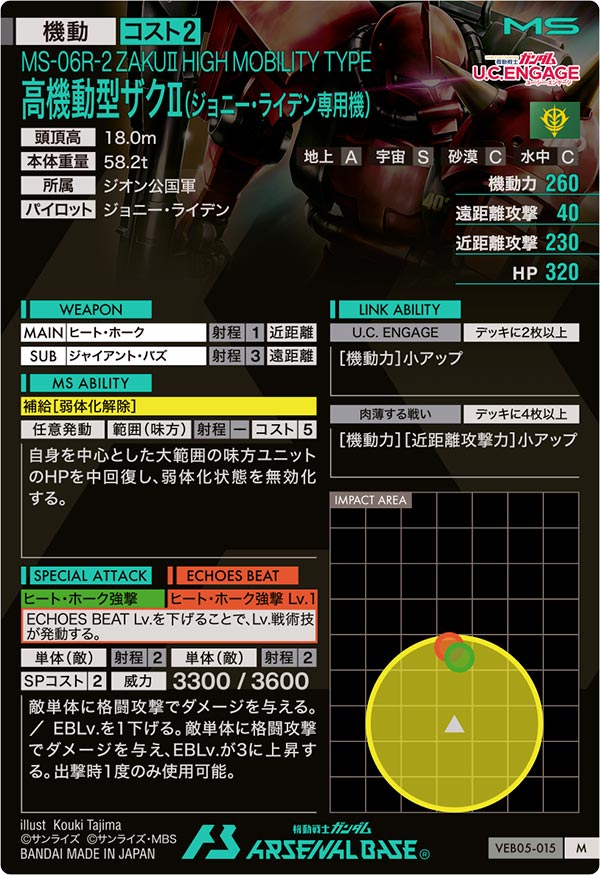 機動 コスト2 MS
MS-06R-2 ZAKUⅡ HIGH MOBILITY TYPE
高機動型ザクⅡ(ジョニー・ライデン専用機)
機動戦士ガンダム
U.C.ENGAGE
ユー・シー・エンゲージ
頭頂高 18.0m
本体重量 58.2t
所属 ジオン公国軍
パイロット ジョニー・ライデン
地上 A 宇宙 S 砂漠 C 水中 C
機動力 260
遠距離攻撃 40
近距離攻撃 230
HP 320
WEAPON
MAIN ヒート・ホーク 射程 1 近距離
SUB ジャイアント・バズ 射程 3 遠距離
MS ABILITY
補給[弱体化解除]
任意発動 範囲(味方) 射程 ー コスト 5
自身を中心とした大範囲の味方ユニット
のHPを中回復し、弱体化状態を無効化
する。
LINK ABILITY
U.C. ENGAGE デッキに2枚以上
[機動力]小アップ
肉薄する戦い デッキに4枚以上
[機動力][近距離攻撃力]小アップ
IMPACT AREA
SPECIAL ATTACK ECHOES BEAT
ヒート・ホーク強撃 ヒート・ホーク強撃 Lv.1
ECHOES BEAT Lv.を下げることで、Lv.戦術技
が発動する。
単体(敵) 射程 2 単体(敵) 射程 2
SPコスト 2 威力 3300 / 3600
敵単体に格闘攻撃でダメージを与える。
／ EBLv.を1下げる。敵単体に格闘攻撃
でダメージを与え、EBLv.が3に上昇す
る。出撃時1度のみ使用可能。
illust Kouki Tajima
©サンライズ ©サンライズ・MBS
BANDAI MADE IN JAPAN
機動戦士ガンダム
ARSENAL BASE ®
VEB05-015 M